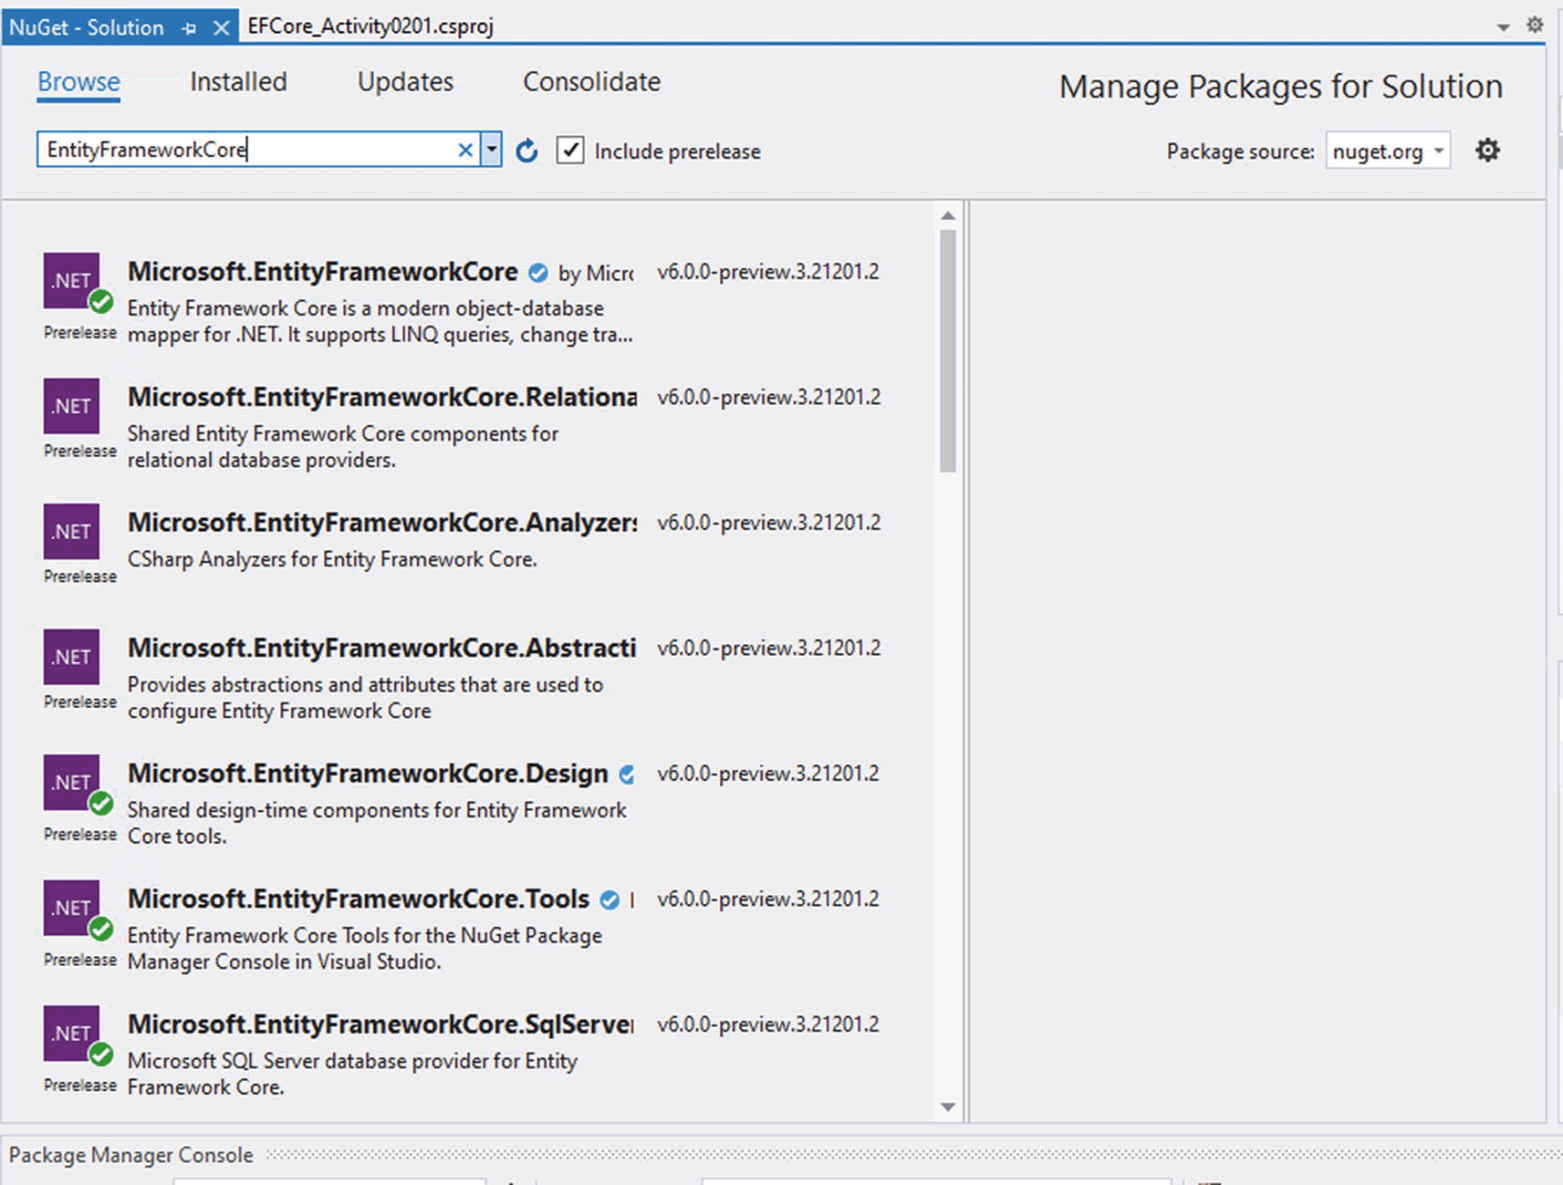 NuGet - Solution
EFCore_Activity0201.csproj
Browse
Installed
Updates
Consolidate
Manage Packages for Solution
EntityFrameworkCore
Include prerelease
Package source:
nuget.org
.NET
Prerelease
Microsoft.EntityFrameworkCore by Micro
v6.0.0-preview.3.21201.2
Entity Framework Core is a modern object-database
mapper for .NET. It supports LINQ queries, change tra...
.NET
Prerelease
Microsoft.EntityFrameworkCore.Relationa
v6.0.0-preview.3.21201.2
Shared Entity Framework Core components for
relational database providers.
.NET
Prerelease
Microsoft.EntityFrameworkCore.Analyzers
v6.0.0-preview.3.21201.2
CSharp Analyzers for Entity Framework Core.
.NET
Prerelease
Microsoft.EntityFrameworkCore.Abstracti
v6.0.0-preview.3.21201.2
Provides abstractions and attributes that are used to
configure Entity Framework Core
.NET
Prerelease
Microsoft.EntityFrameworkCore.Design
v6.0.0-preview.3.21201.2
Shared design-time components for Entity Framework
Core tools.
.NET
Prerelease
Microsoft.EntityFrameworkCore.Tools
v6.0.0-preview.3.21201.2
Entity Framework Core Tools for the NuGet Package
Manager Console in Visual Studio.
.NET
Prerelease
Microsoft.EntityFrameworkCore.SqlServer
v6.0.0-preview.3.21201.2
Microsoft SQL Server database provider for Entity
Framework Core.
Package Manager Console